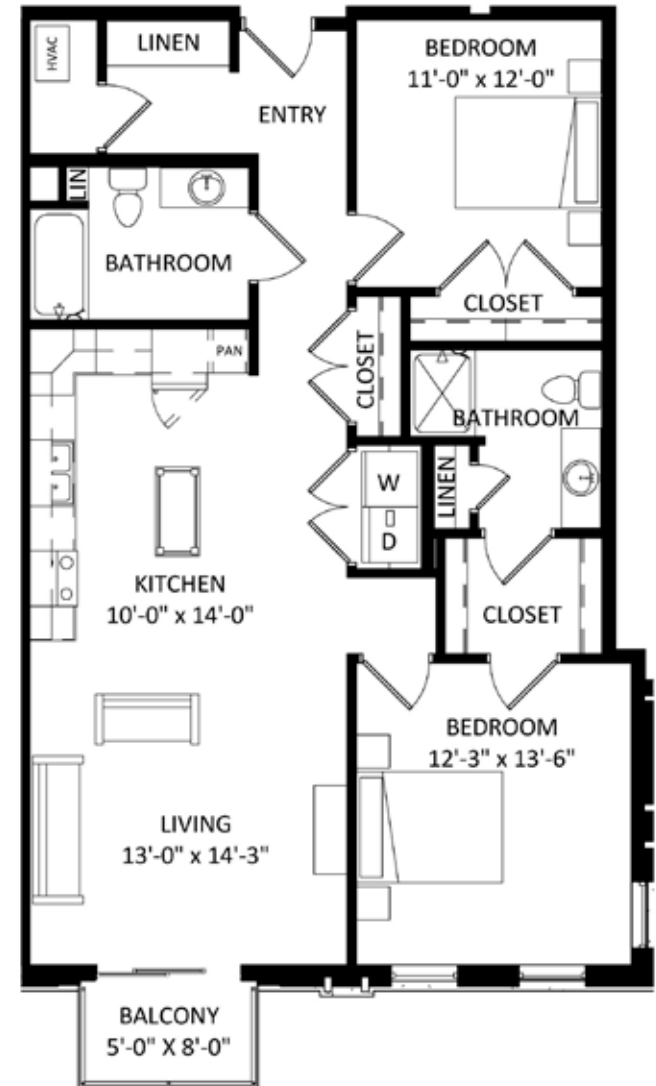 HVAC
LINEN
BEDROOM
11'-0" x 12'-0"
ENTRY
LIN
BATHROOM
CLOSET
PAN
CLOSET
BATHROOM
W
D
LINEN
KITCHEN
10'-0" x 14'-0"
CLOSET
BEDROOM
12'-3" x 13'-6"
LIVING
13'-0" x 14'-3"
BALCONY
5'-0" X 8'-0"